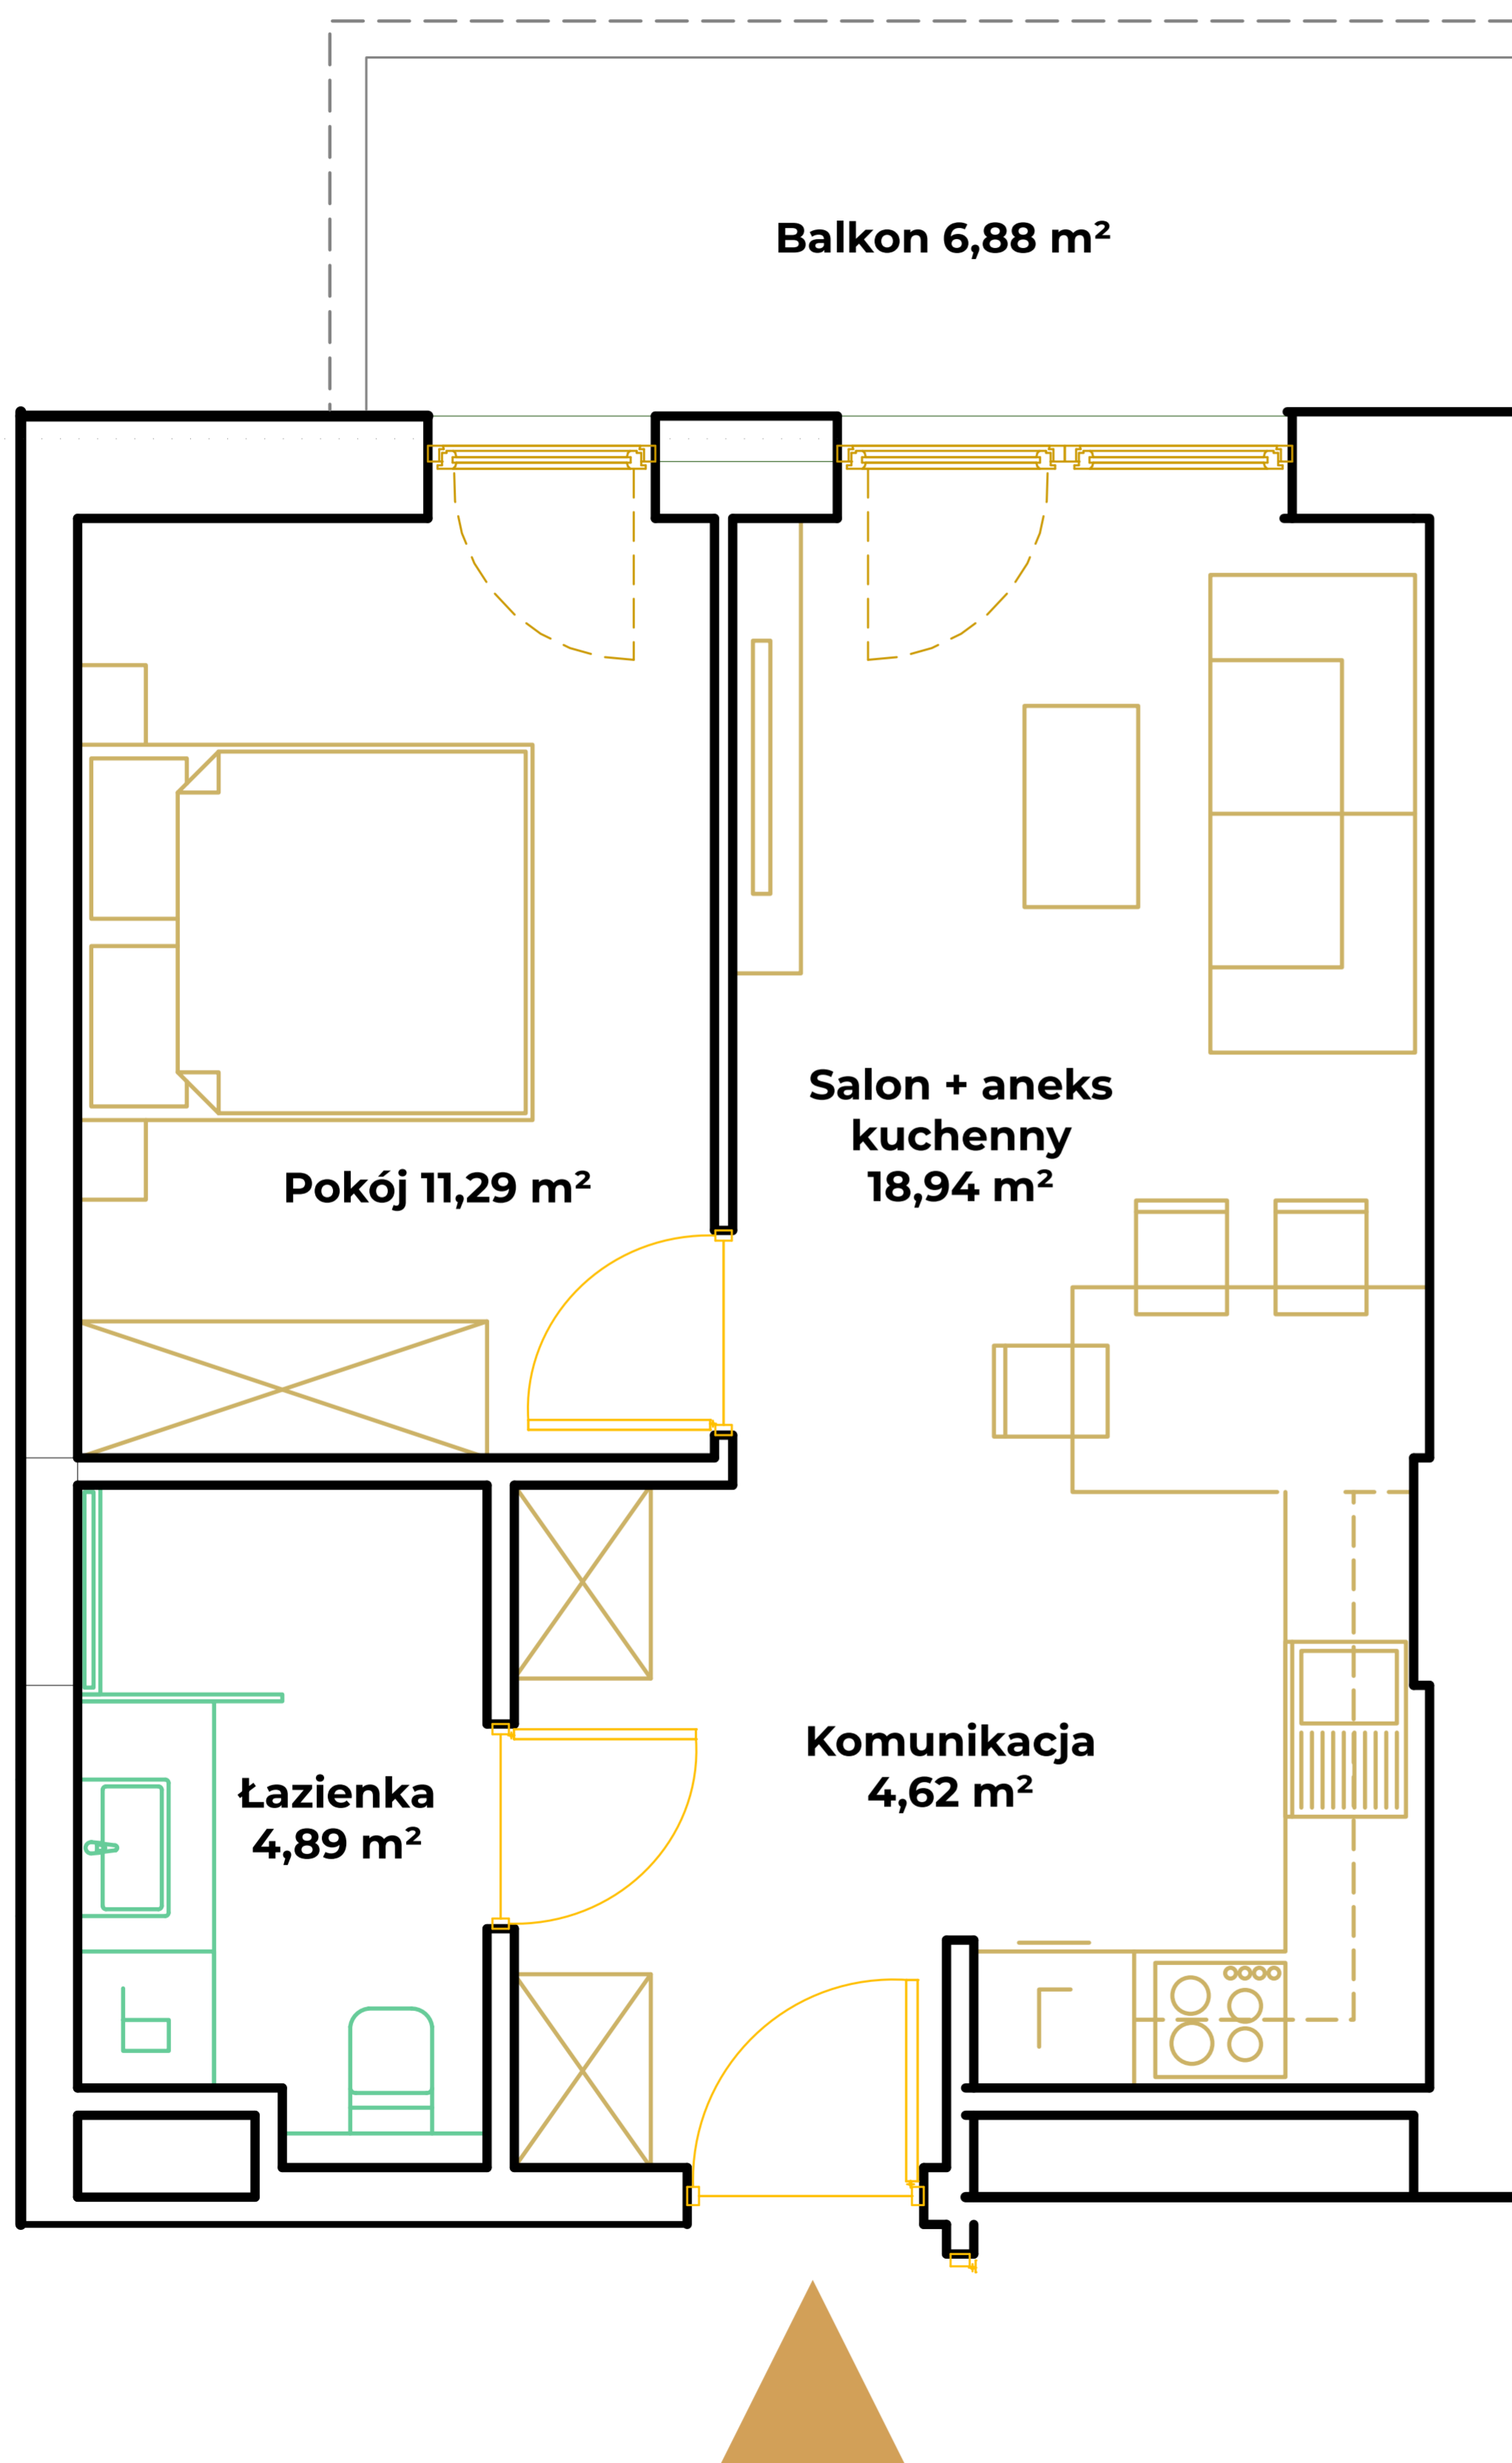 Balkon 6,88 m²
Salon + aneks
kuchenny
18,94 m²
Pokój 11,29 m²
Komunikacja
4,62 m²
Łazienka
4,89 m²